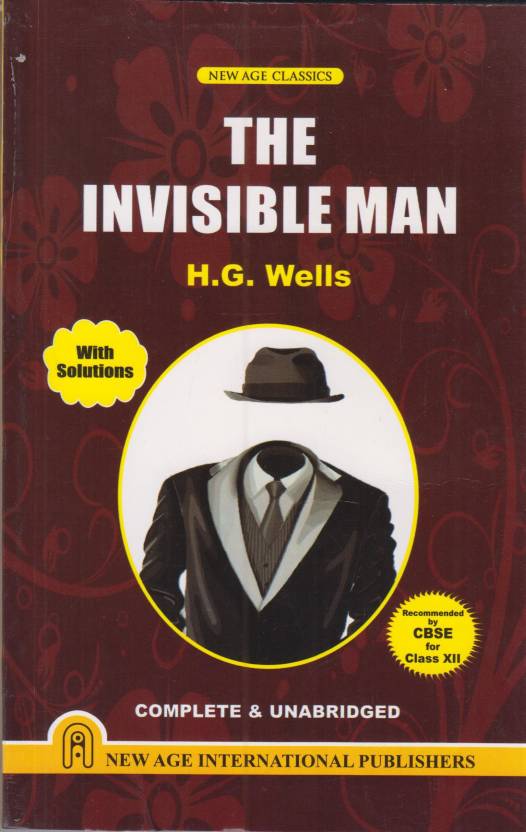 NEW AGE CLASSICS
THE
INVISIBLE MAN
H.G. Wells
With
Solutions
Recommended
by
CBSE
for
Class XII
COMPLETE & UNABRIDGED
NEW AGE INTERNATIONAL PUBLISHERS